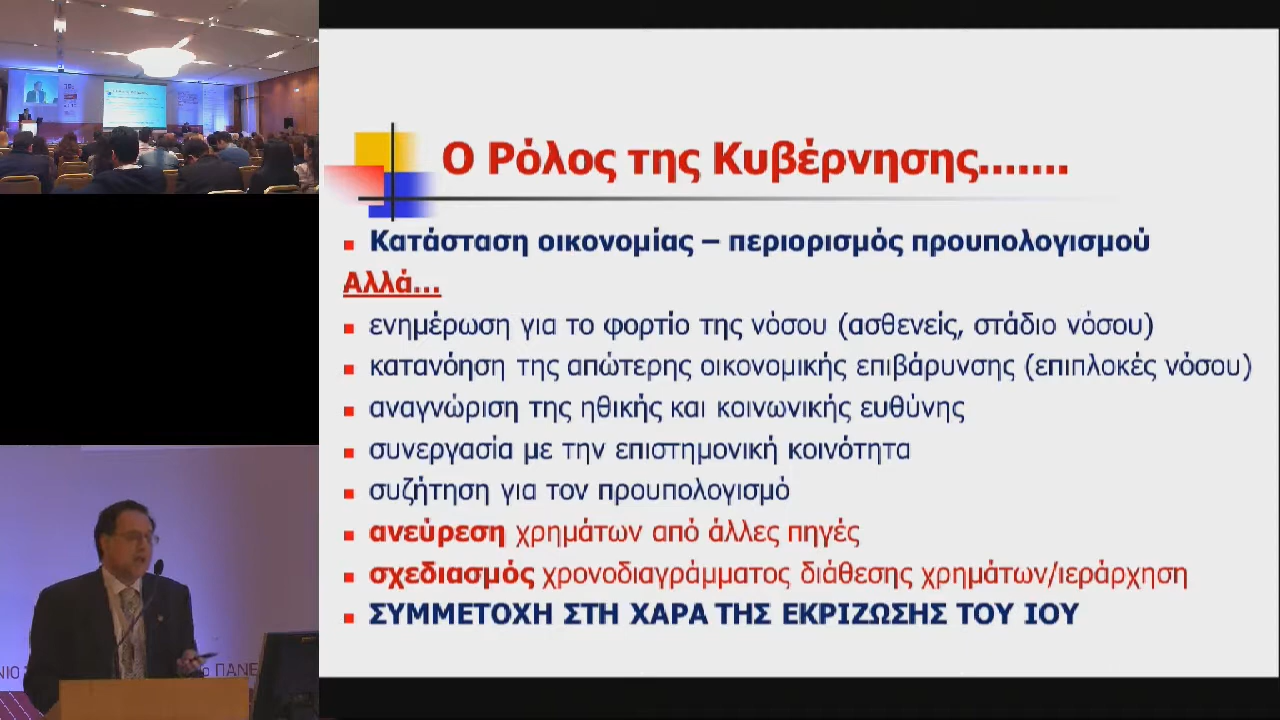 Ο Ρόλος της Κυβέρνησης.......
Κατάσταση οικονομίας – περιορισμός προυπολογισμού
Αλλά...
ενημέρωση για το φορτίο της νόσου (ασθενείς, στάδιο νόσου)
κατανόηση της απώτερης οικονομικής επιβάρυνσης (επιπλοκές νόσου)
αναγνώριση της ηθικής και κοινωνικής ευθύνης
συνεργασία με την επιστημονική κοινότητα
συζήτηση για τον προυπολογισμό
ανεύρεση χρημάτων από άλλες πηγές
σχεδιασμός χρονοδιαγράμματος διάθεσης χρημάτων/ιεράρχηση
ΣΥΜΜΕΤΟΧΗ ΣΤΗ ΧΑΡΑ ΤΗΣ ΕΚΡΙΖΩΣΗΣ ΤΟΥ ΙΟΥ
ΝΙΟ
ο ΠΑΝΕ